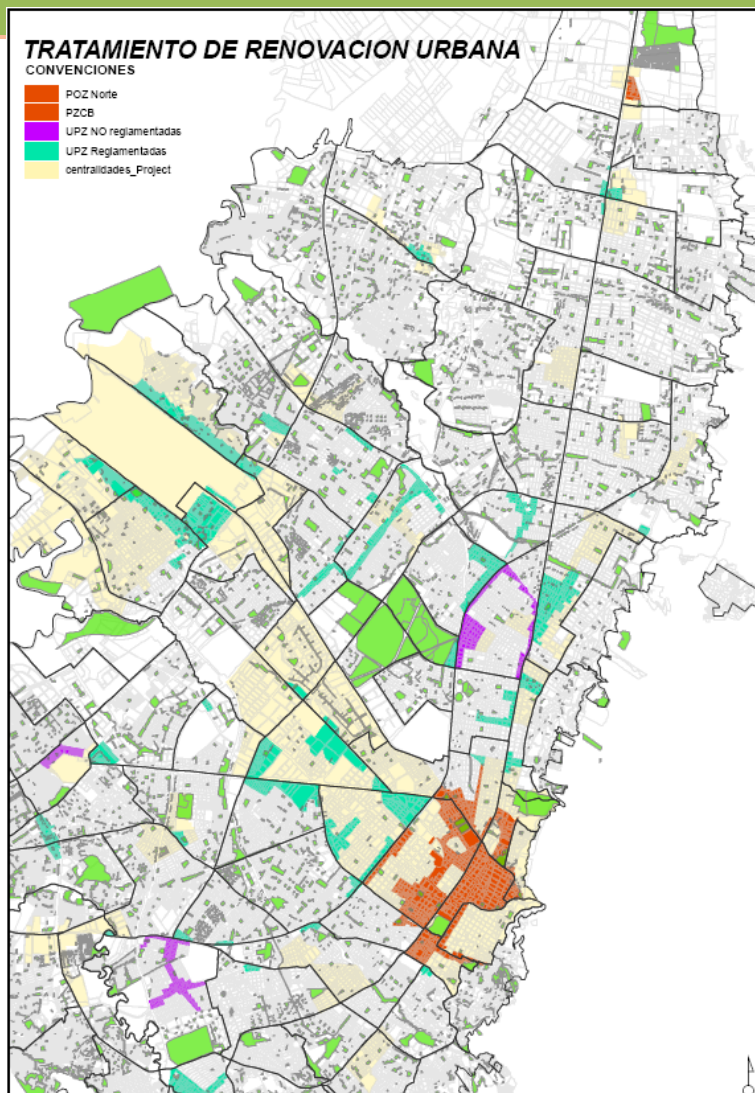 TRATAMIENTO DE RENOVACION URBANA
CONVENCIONES
POZ Norte
PZCB
UPZ NO reglamentadas
UPZ Reglamentadas
centralidades_Project